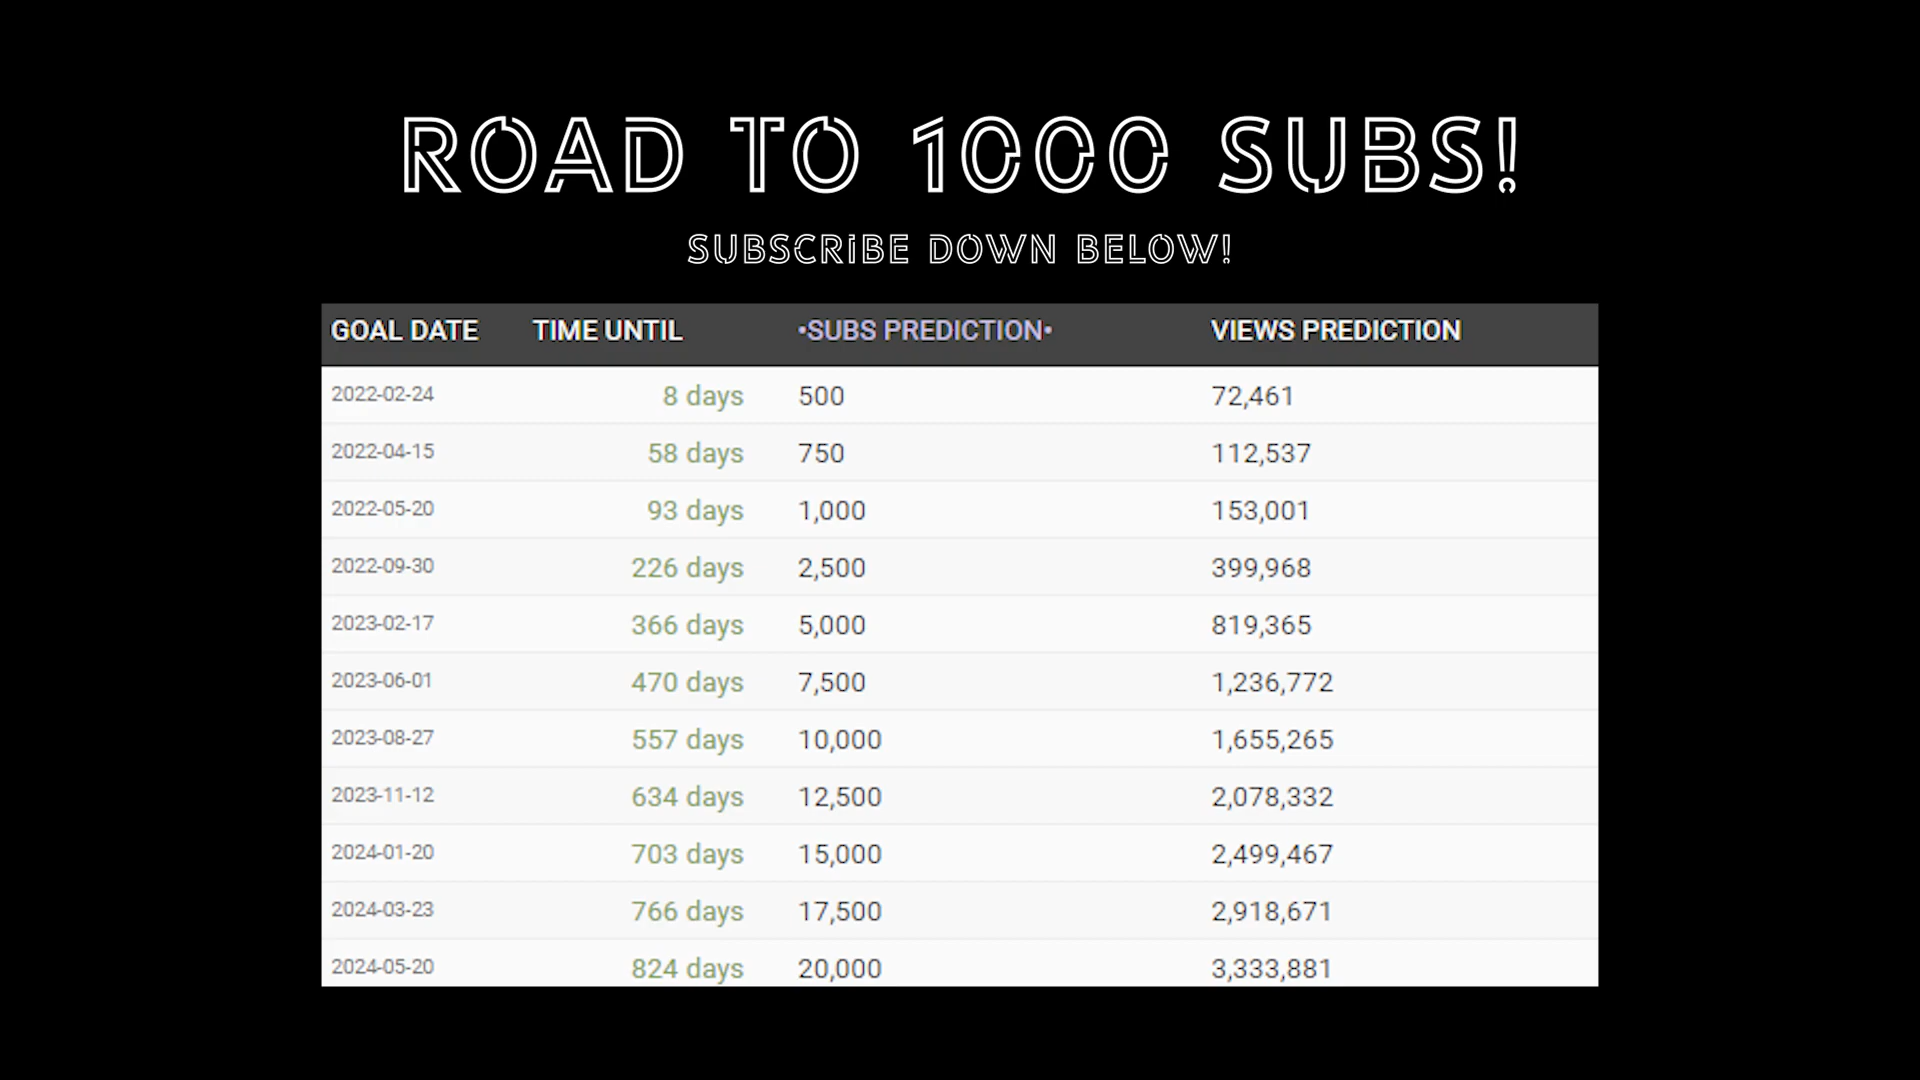 ROAD TO 1000 SUBS!
SUBSCRIBE DOWN BELOW!
GOAL DATE TIME UNTIL •SUBS PREDICTION• VIEWS PREDICTION
2022-02-24 8 days 500 72,461
2022-04-15 58 days 750 112,537
2022-05-20 93 days 1,000 153,001
2022-09-30 226 days 2,500 399,968
2023-02-17 366 days 5,000 819,365
2023-06-01 470 days 7,500 1,236,772
2023-08-27 557 days 10,000 1,655,265
2023-11-12 634 days 12,500 2,078,332
2024-01-20 703 days 15,000 2,499,467
2024-03-23 766 days 17,500 2,918,671
2024-05-20 824 days 20,000 3,333,881